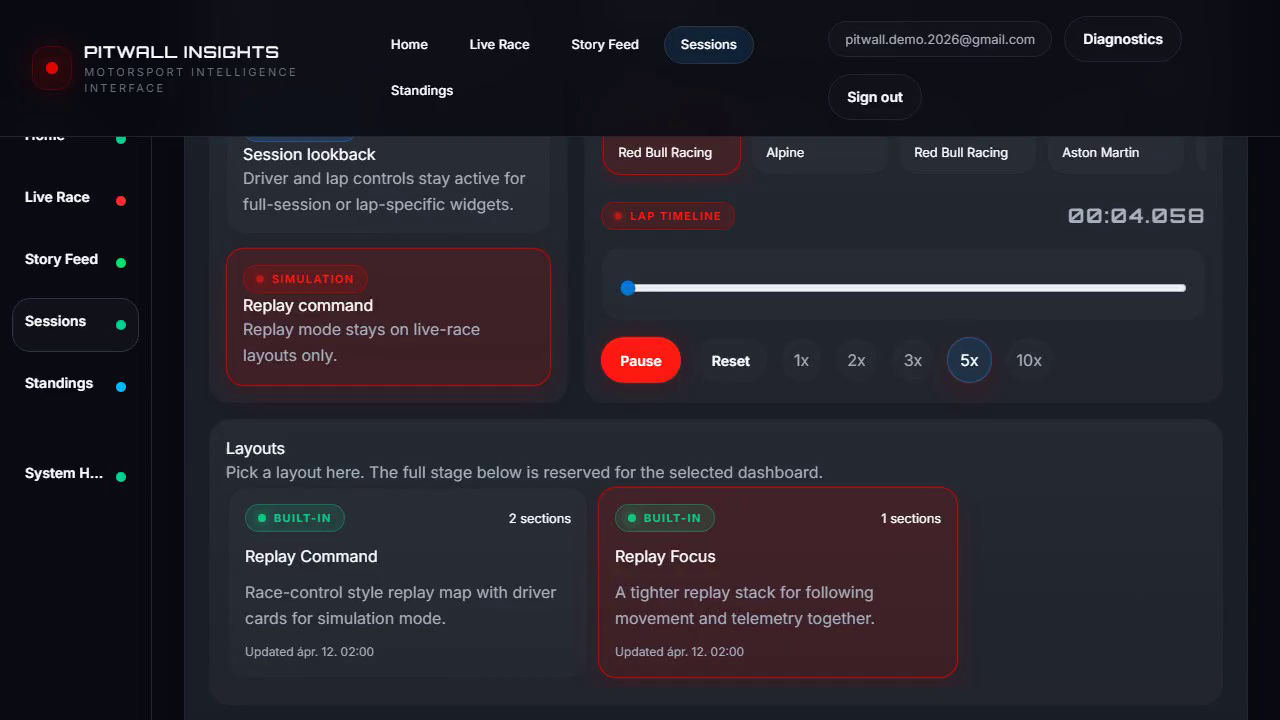 PITWALL INSIGHTS
MOTORSPORT INTELLIGENCE
INTERFACE
Home
Live Race
Story Feed
Sessions
Standings
pitwall.demo.2026@gmail.com
Diagnostics
Sign out
Home
Live Race
Story Feed
Sessions
Standings
System H...
Session lookback
Driver and lap controls stay active for
full-session or lap-specific widgets.
SIMULATION
Replay command
Replay mode stays on live-race
layouts only.
Red Bull Racing
Alpine
Red Bull Racing
Aston Martin
LAP TIMELINE
00:04.058
Pause
Reset
1x
2x
3x
5x
10x
Layouts
Pick a layout here. The full stage below is reserved for the selected dashboard.
BUILT-IN
2 sections
Replay Command
Race-control style replay map with driver
cards for simulation mode.
Updated ápr. 12. 02:00
BUILT-IN
1 sections
Replay Focus
A tighter replay stack for following
movement and telemetry together.
Updated ápr. 12. 02:00